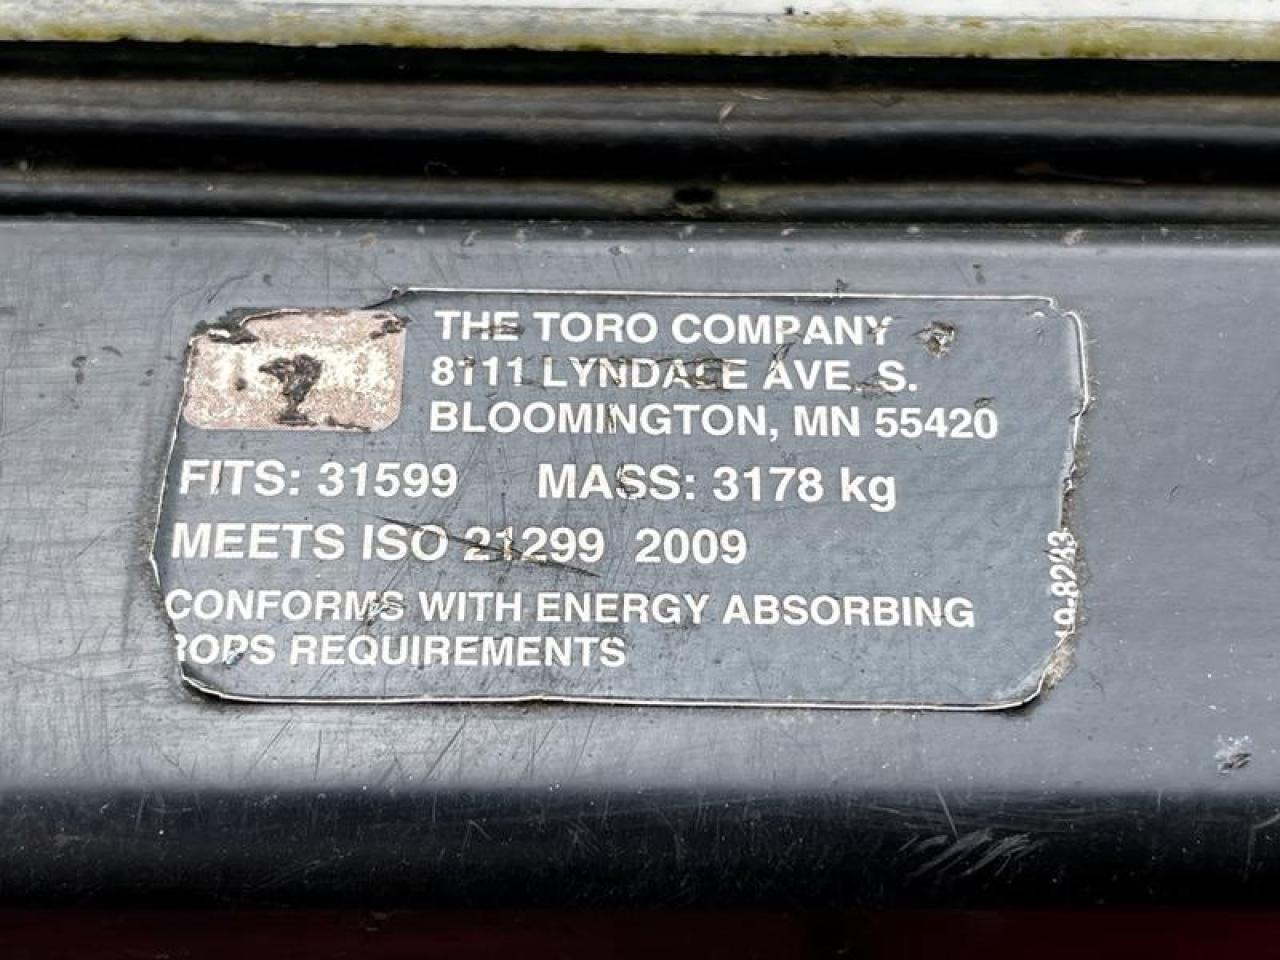 THE TORO COMPANY
8111 LYNDALE AVE. S.
BLOOMINGTON, MN 55420
FITS: 31599 MASS: 3178 kg
MEETS ISO 21299 2009
CONFORMS WITH ENERGY ABSORBING
ROPS REQUIREMENTS